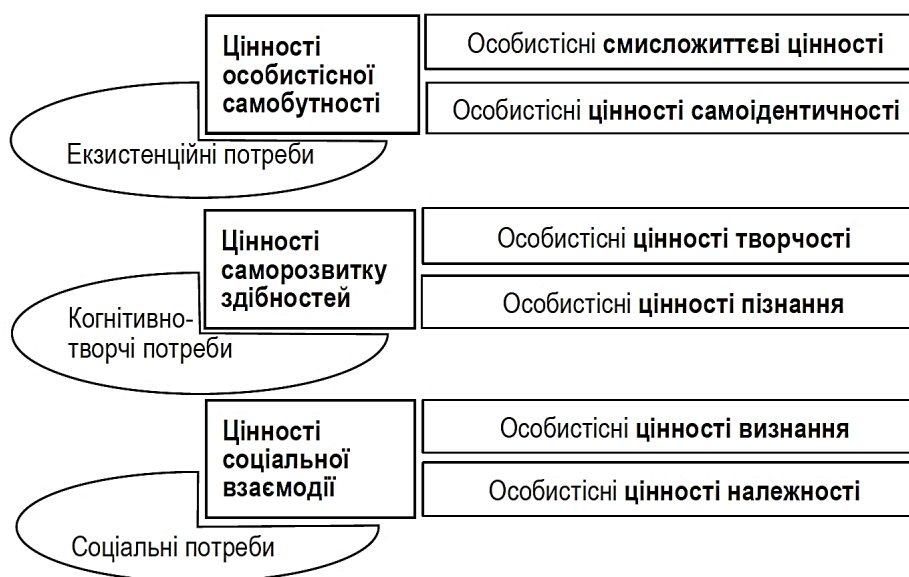 Цінності
особистісної
самобутності
Особистісні смисложиттєві цінності
Особистісні цінності самоідентичності
Екзистенційні потреби
Цінності
саморозвитку
здібностей
Особистісні цінності творчості
Особистісні цінності пізнання
Когнітивно-
творчі потреби
Цінності
соціальної
взаємодії
Особистісні цінності визнання
Особистісні цінності належності
Соціальні потреби